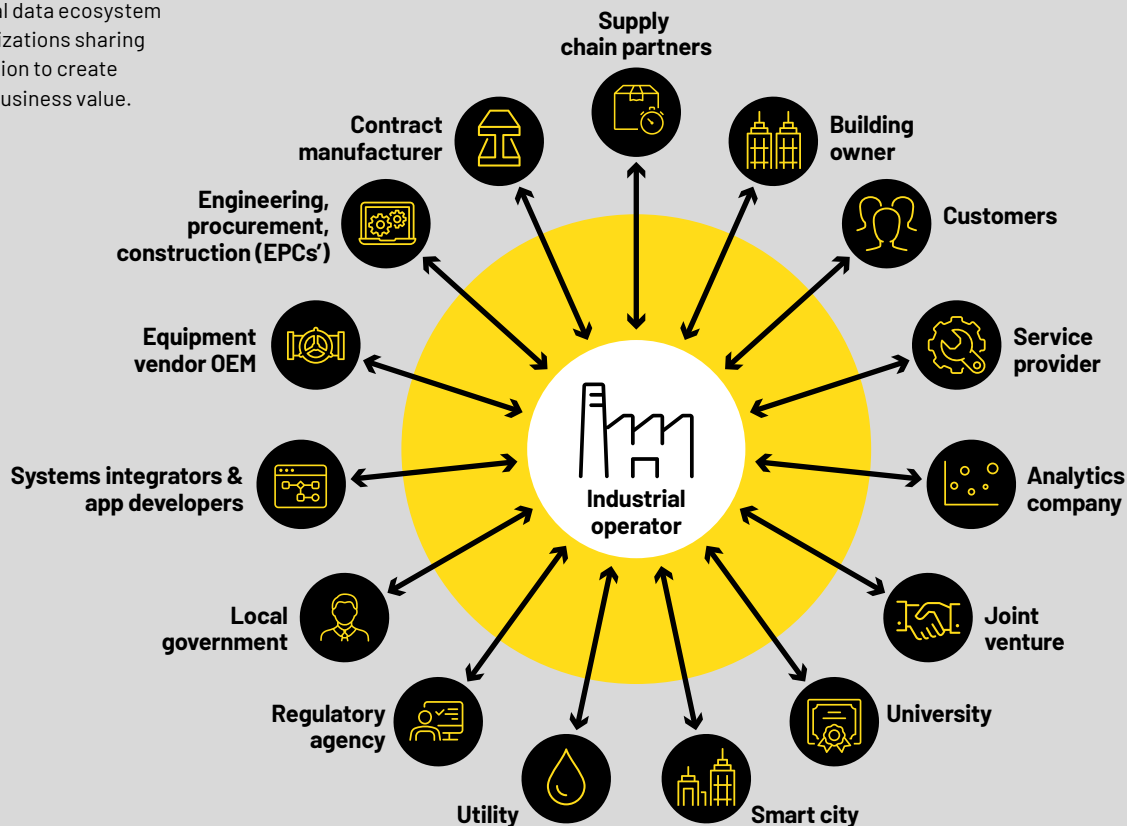 al data ecosystem
izations sharing
ion to create
business value.
Supply
chain partners
Building
owner
Customers
Service
provider
Analytics
company
Joint
venture
University
Smart city
Utility
Regulatory
agency
Local
government
Systems integrators &
app developers
Equipment
vendor OEM
Engineering,
procurement,
construction (EPCs’)
Contract
manufacturer
Industrial
operator